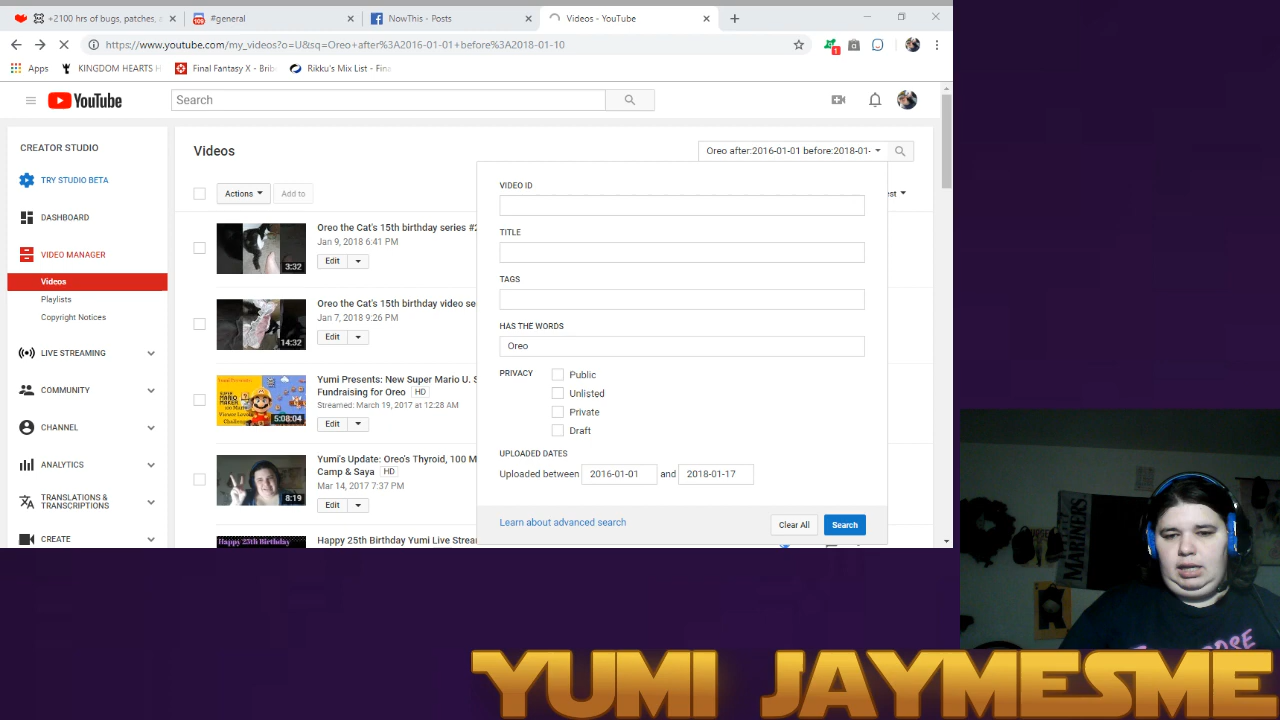 +2100 hrs of bugs, patches, a
#general
NowThis - Posts
Videos - YouTube
https://www.youtube.com/my_videos?o=U&sq=Oreo+after%3A2016-01-01+before%3A2018-01-18
1
Apps
KINGDOM HEARTS H
Final Fantasy X - Brib
Rikku's Mix List - Fina
YouTube
Search
CREATOR STUDIO
Videos
Oreo after:2016-01-01 before:2018-01-
TRY STUDIO BETA
Actions
Add to
est
DASHBOARD
VIDEO MANAGER
Videos
Playlists
Copyright Notices
LIVE STREAMING
COMMUNITY
CHANNEL
ANALYTICS
TRANSLATIONS &
TRANSCRIPTIONS
CREATE
3:32
Oreo the Cat's 15th birthday series #2
Jan 9, 2018 6:41 PM
Edit
14:32
Oreo the Cat's 15th birthday video se
Jan 7, 2018 9:26 PM
Edit
5:08:04
Yumi Presents: New Super Mario U. S
Fundraising for Oreo HD
Streamed: March 19, 2017 at 12:28 AM
Edit
8:19
Yumi's Update: Oreo's Thyroid, 100 M
Camp & Saya HD
Mar 14, 2017 7:37 PM
Edit
Happy 25th Birthday
Happy 25th Birthday Yumi Live Strea
VIDEO ID
TITLE
TAGS
HAS THE WORDS
Oreo
PRIVACY
Public
Unlisted
Private
Draft
UPLOADED DATES
Uploaded between 2016-01-01 and 2018-01-17
Learn about advanced search
Clear All
Search
MARINERS
YUMI JAYMESME